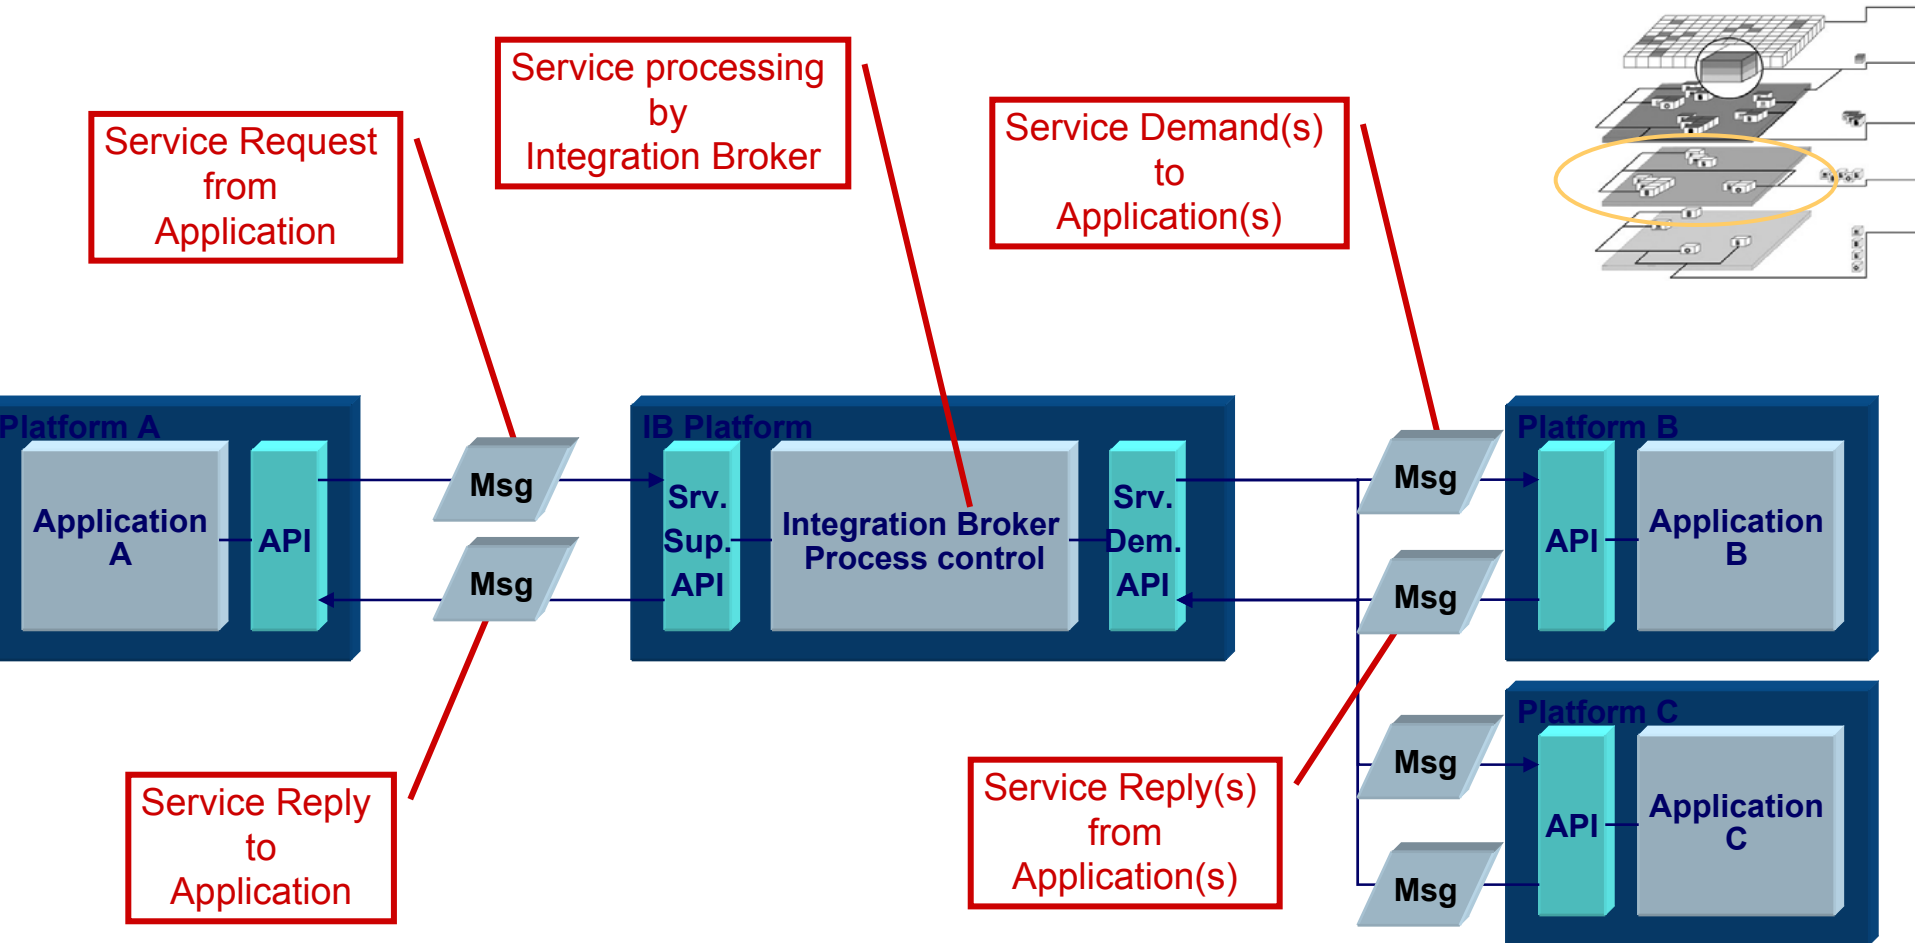 Service processing
by
Integration Broker
Service Request
from
Application
Service Demand(s)
to
Application(s)
Platform A
Application
A
API
Msg
Msg
IB Platform
Srv.
Sup.
API
Integration Broker
Process control
Srv.
Dem.
API
Msg
Msg
Platform B
API
Application
B
Msg
Msg
Platform C
API
Application
C
Service Reply
to
Application
Service Reply(s)
from
Application(s)